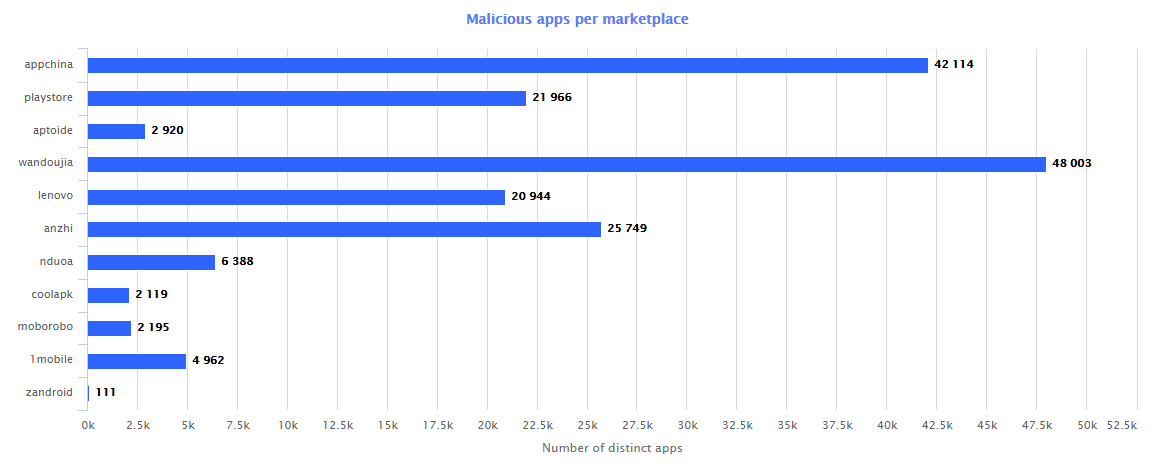 Malicious apps per marketplace
appchina 42 114
playstore 21 966
aptoide 2 920
wandoujia 48 003
lenovo 20 944
anzhi 25 749
nduoa 6 388
coolapk 2 119
moborobo 2 195
1mobile 4 962
zandroid 111
0k 2.5k 5k 7.5k 10k 12.5k 15k 17.5k 20k 22.5k 25k 27.5k 30k 32.5k 35k 37.5k 40k 42.5k 45k 47.5k 50k 52.5k
Number of distinct apps